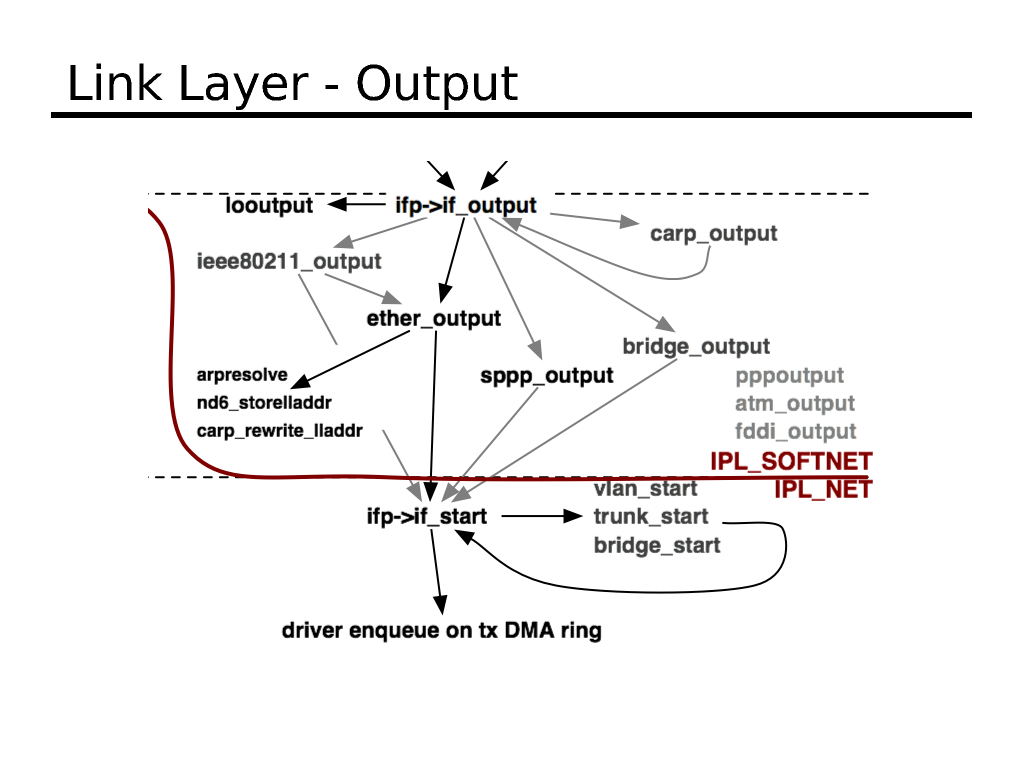 Link Layer - Output
looutput
ifp->if_output
carp_output
ieee80211_output
ether_output
bridge_output
arpresolve
sppp_output
pppoutput
nd6_storelladdr
atm_output
carp_rewrite_lladdr
fddi_output
IPL_SOFTNET
vlan_start
IPL_NET
ifp->if_start
trunk_start
bridge_start
driver enqueue on tx DMA ring